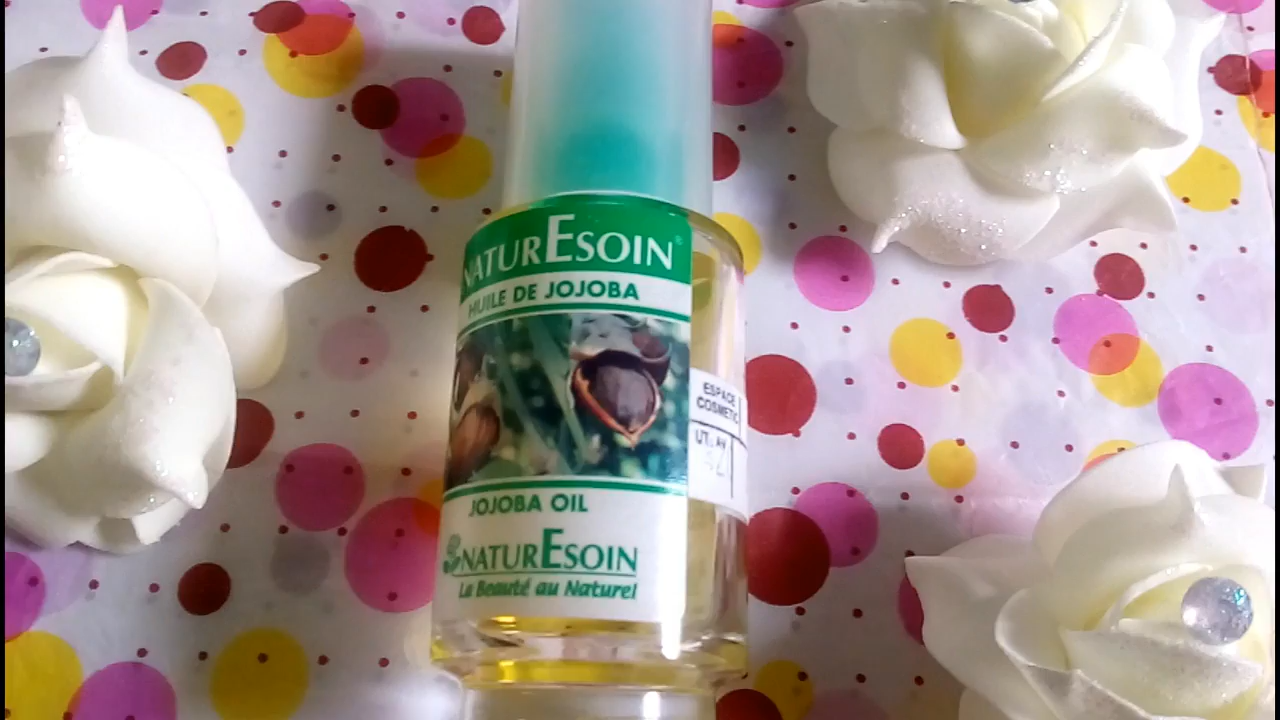 NATURESOIN®
HUILE DE JOJOBA
ESPACE
COSMETIC
UT. AV
JOJOBA OIL
NATURESOIN
La Beauté au Naturel